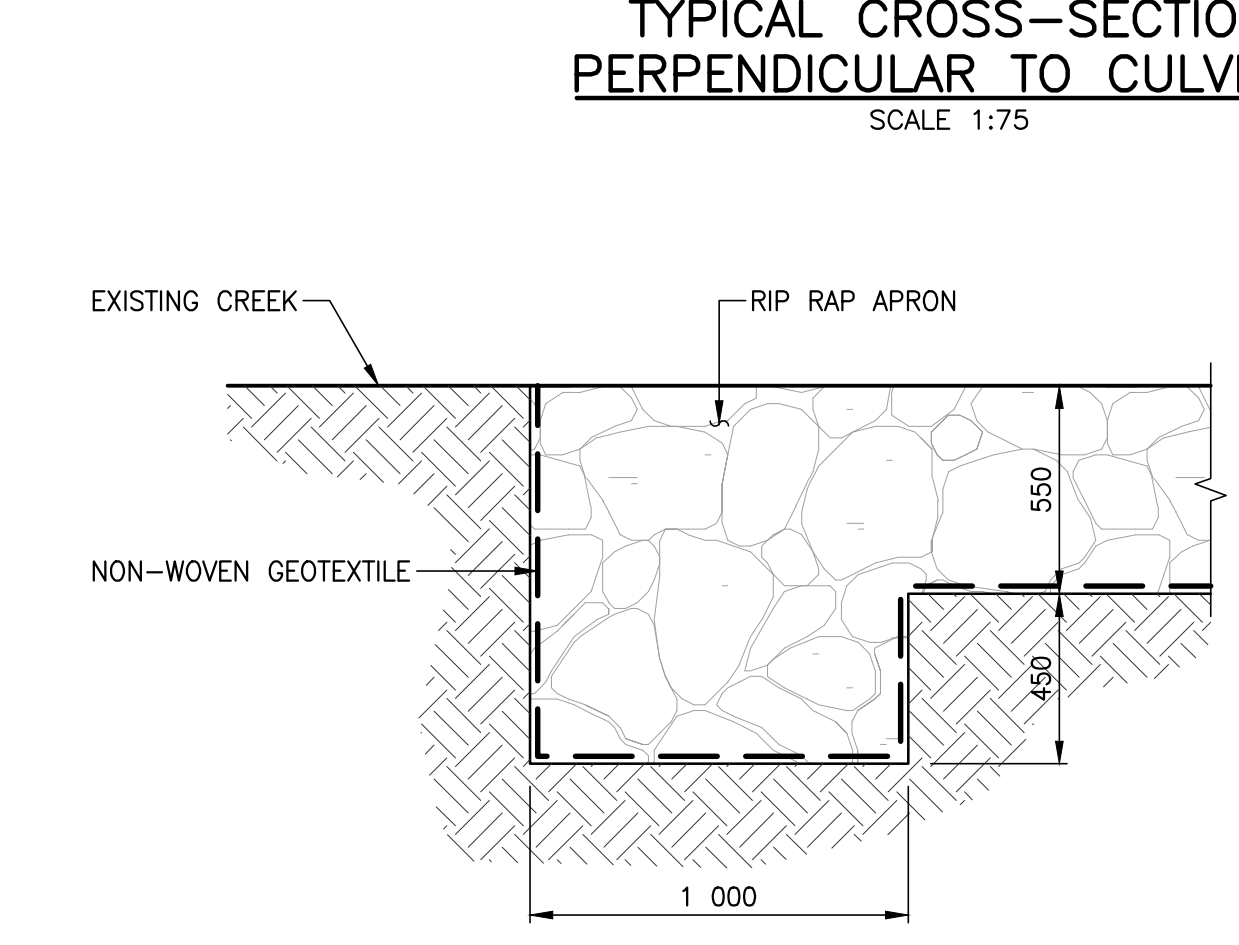 TYPICAL CROSS-SECTIO
PERPENDICULAR TO CULV
SCALE 1:75
EXISTING CREEK
RIP RAP APRON
550
NON-WOVEN GEOTEXTILE
450
1 000